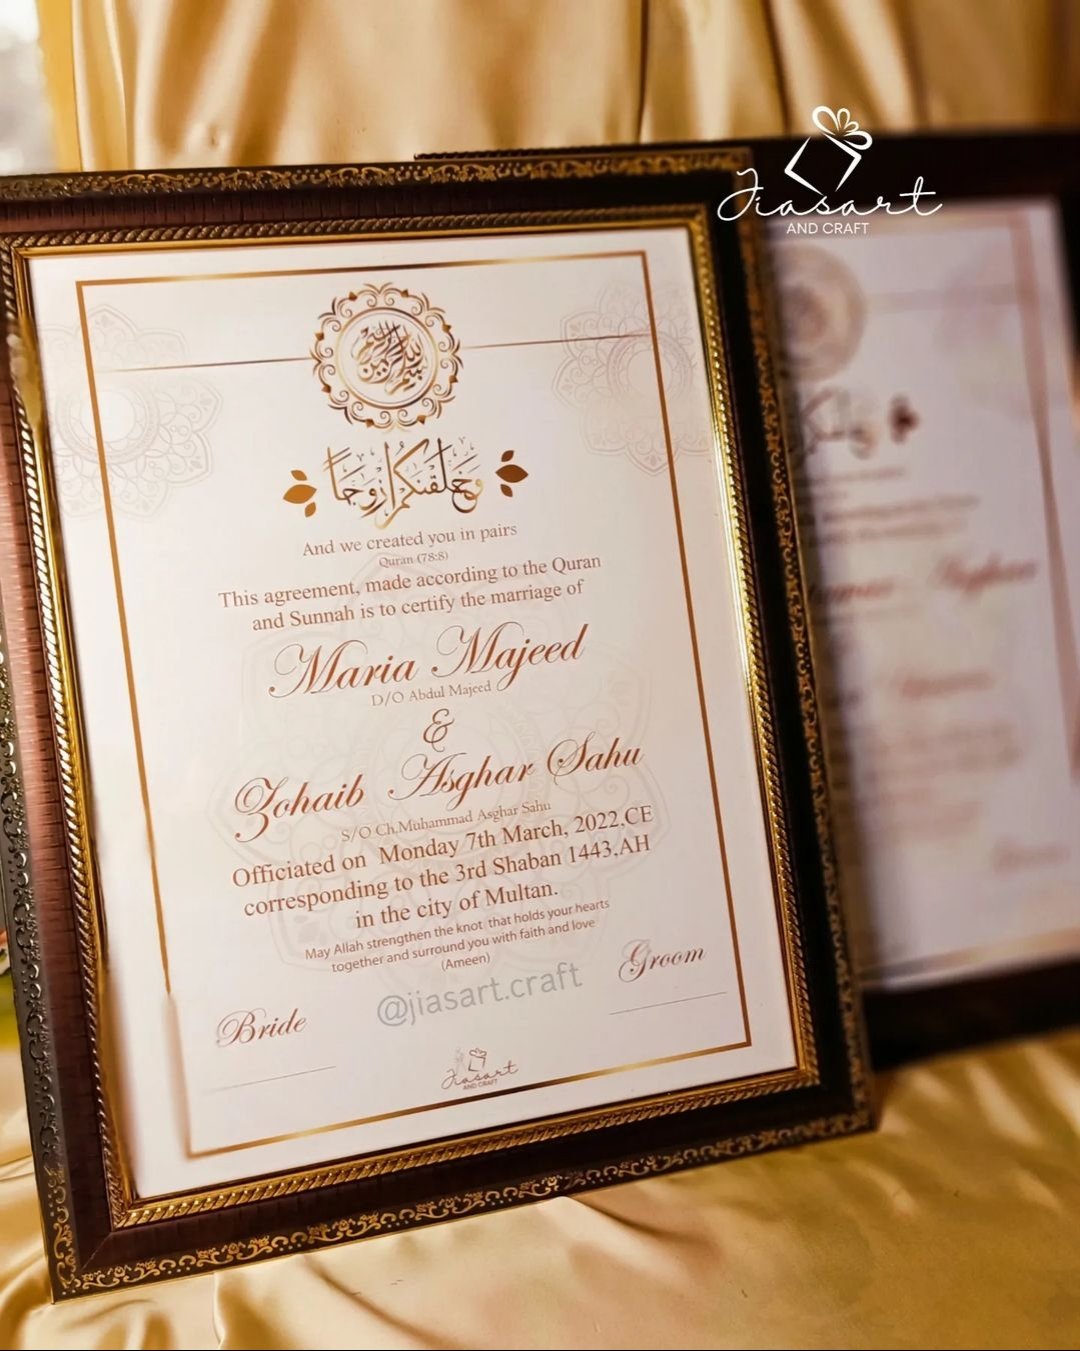 Jiasart
AND CRAFT
بسم الله الرحمن الرحيم
وَخَلَقْنَٰكُمْ أَزْوَٰجًا
And we created you in pairs
Quran (78:8)
This agreement, made according to the Quran
and Sunnah is to certify the marriage of
Maria Majeed
D/O Abdul Majeed
&
Zohaib Asghar Sahu
S/O Ch.Muhammad Asghar Sahu
Officiated on Monday 7th March, 2022,CE
corresponding to the 3rd Shaban 1443,AH
in the city of Multan.
May Allah strengthen the knot that holds your hearts
together and surround you with faith and love
(Ameen)
@jiasart.craft
Groom
Bride
Jiasart
AND CRAFT